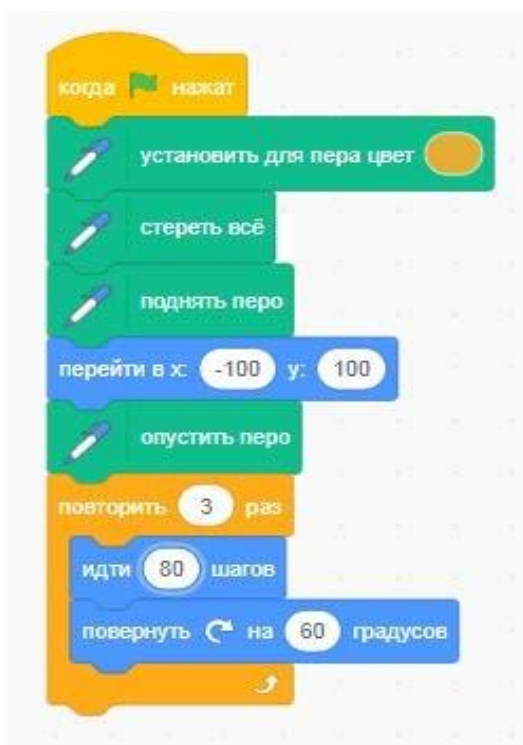 когда нажат
установить для пера цвет
стереть всё
поднять перо
перейти в x: -100 y: 100
опустить перо
повторить 3 раз
идти 80 шагов
повернуть на 60 градусов